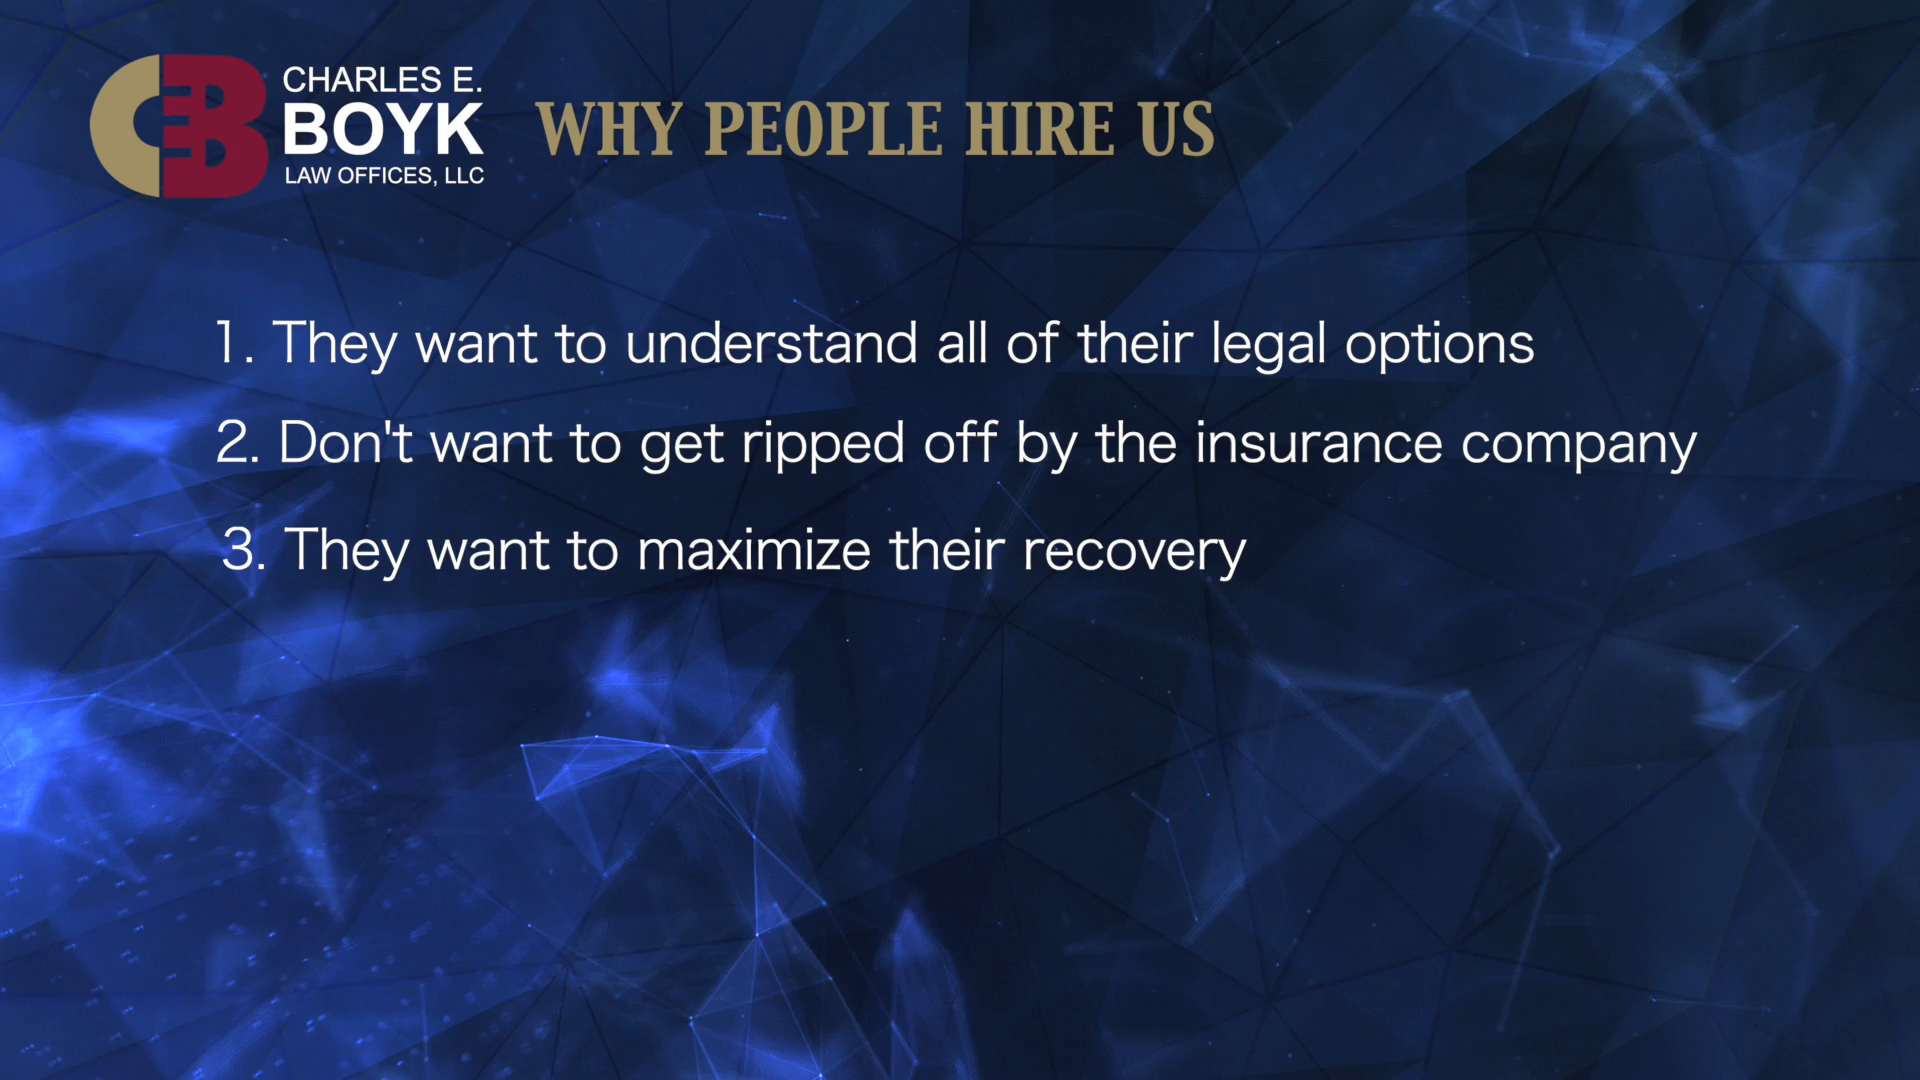 CHARLES E.
BOYK
LAW OFFICES, LLC
WHY PEOPLE HIRE US
1. They want to understand all of their legal options
2. Don't want to get ripped off by the insurance company
3. They want to maximize their recovery